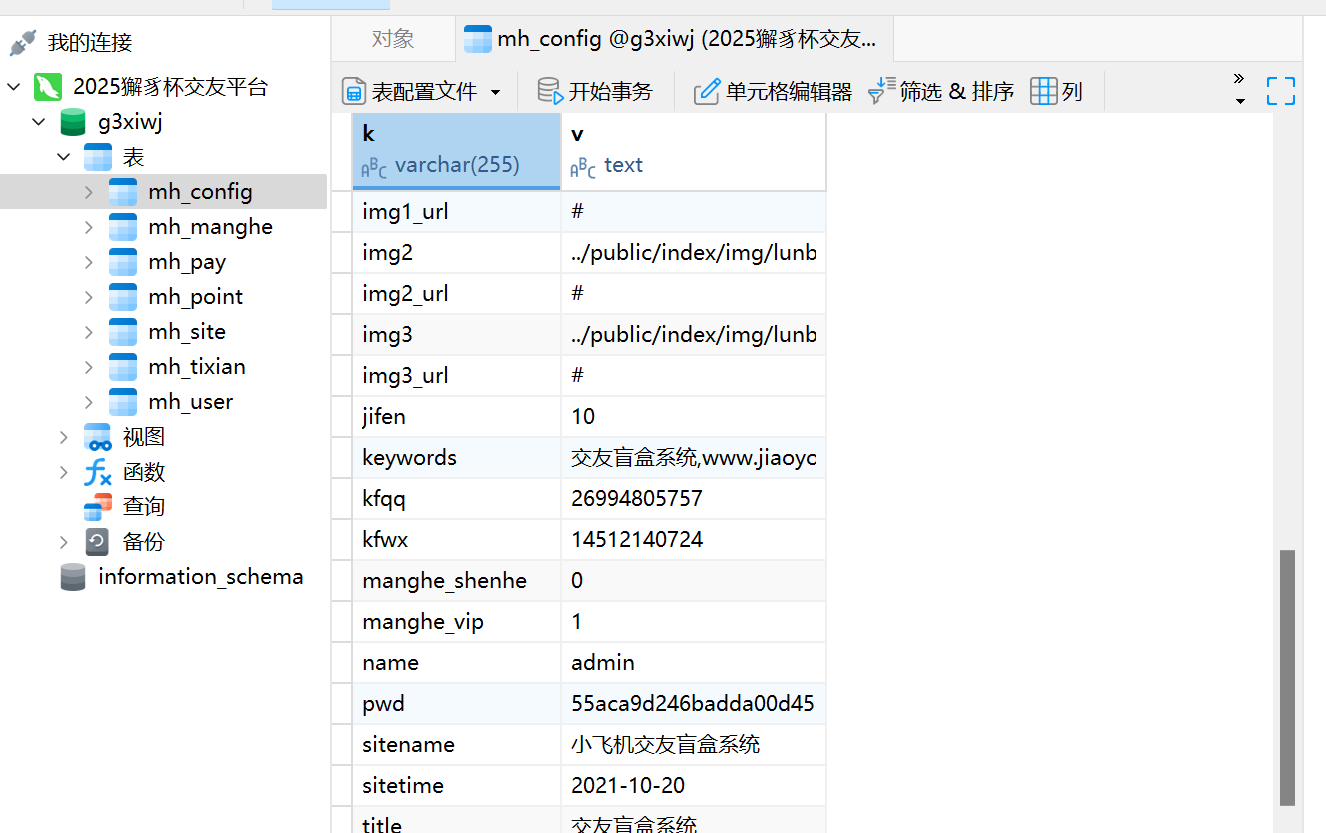 我的连接
2025獬豸杯交友平台
g3xiwj
表
mh_config
mh_manghe
mh_pay
mh_point
mh_site
mh_tixian
mh_user
视图
函数
查询
备份
information_schema
对象
mh_config @g3xiwj (2025獬豸杯交友...
表配置文件 开始事务 单元格编辑器 筛选 & 排序 列
k v
varchar(255) text
img1_url #
img2 ../public/index/img/lunb
img2_url #
img3 ../public/index/img/lunb
img3_url #
jifen 10
keywords 交友盲盒系统,www.jiaoyo
kfqq 26994805757
kfwx 14512140724
manghe_shenhe 0
manghe_vip 1
name admin
pwd 55aca9d246badda00d45
sitename 小飞机交友盲盒系统
sitetime 2021-10-20
title 交友盲盒系统